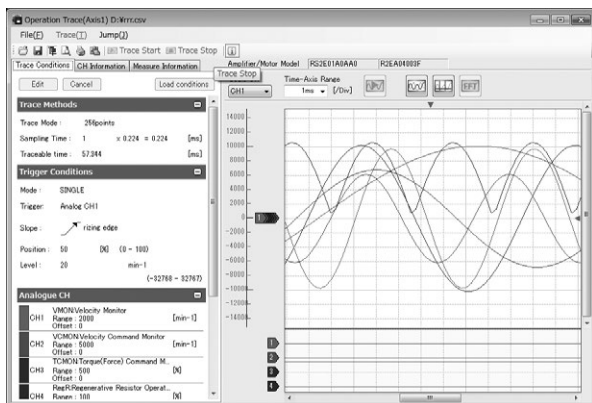 Operation Trace(Axis1) D:¥rrr.csv
File(F) Trace(T) Jump(J)
Trace Start Trace Stop
Trace Conditions CH Information Measure Information
Amplifier/Motor Model RS2E01A0AA0 R2EA04003F
Trace Stop
Edit Cancel Load conditions
Time-Axis Range
CH1 1ms [/Div] FFT
Trace Methods
Trace Mode : 256points
Sampling Time : 1 x 0.224 = 0.224 [ms]
Traceable time : 57.344 [ms]
Trigger Conditions
Mode : SINGLE
Trigger: Analog CH1
Slope : rising edge
Position : 50 [%] (0 - 100)
Level : 20 min-1
(-32768 - 32767)
Analogue CH
CH1 VMON:Velocity Monitor
Range : 2000 [min-1]
Offset : 0
CH2 VCMON:Velocity Command Monitor
Range : 5000 [min-1]
Offset : 0
CH3 TCMON:Torque(Force) Command M...
Range : 500 [%]
Offset : 0
CH4 RegR:Regenerative Resistor Operat...
Range : 100 [%]
14000
12000
10000
8000
6000
4000
2000
0
1
-2000
-4000
-6000
-8000
-10000
-12000
-14000
1
2
3
4